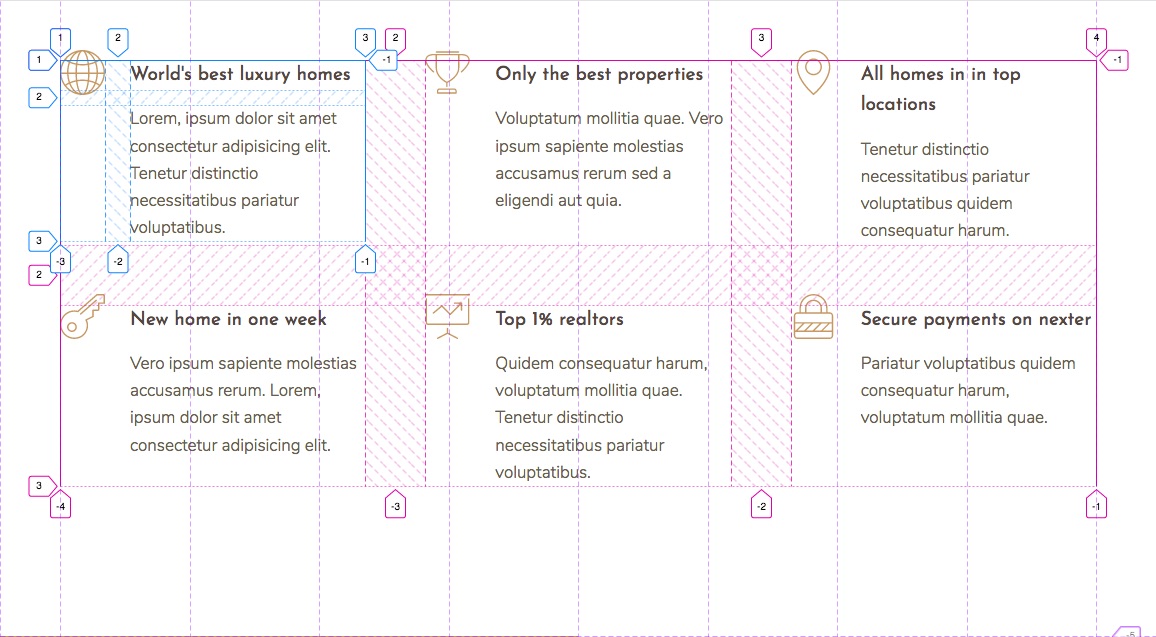 1
2
3
2
3
4
1
-1
-1
2
World's best luxury homes
Lorem, ipsum dolor sit amet
consectetur adipisicing elit.
Tenetur distinctio
necessitatibus pariatur
voluptatibus.
Only the best properties
Voluptatum mollitia quae. Vero
ipsum sapiente molestias
accusamus rerum sed a
eligendi aut quia.
All homes in in top
locations
Tenetur distinctio
necessitatibus pariatur
voluptatibus quidem
consequatur harum.
3
-3
-2
-1
2
New home in one week
Vero ipsum sapiente molestias
accusamus rerum. Lorem,
ipsum dolor sit amet
consectetur adipisicing elit.
Top 1% realtors
Quidem consequatur harum,
voluptatum mollitia quae.
Tenetur distinctio
necessitatibus pariatur
voluptatibus.
Secure payments on nexter
Pariatur voluptatibus quidem
consequatur harum,
voluptatum mollitia quae.
3
-4
-3
-2
-1
-5